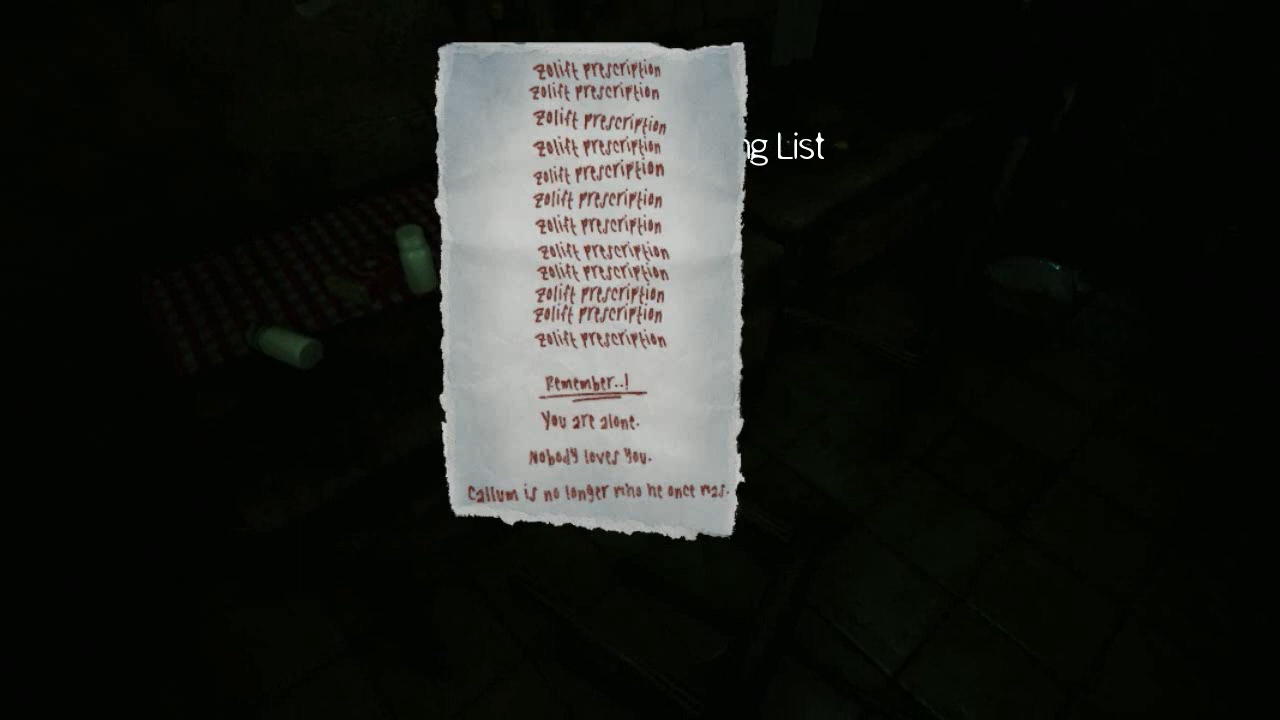 Zolift prescription
Zolift prescription
Zolift prescription
ng List
Zolift prescription
Zolift prescription
Zolift prescription
Zolift prescription
Zolift prescription
Zolift prescription
Zolift prescription
Zolift prescription
Zolift prescription
Remember..!
You are alone.
Nobody loves you.
Callum is no longer who he once was.